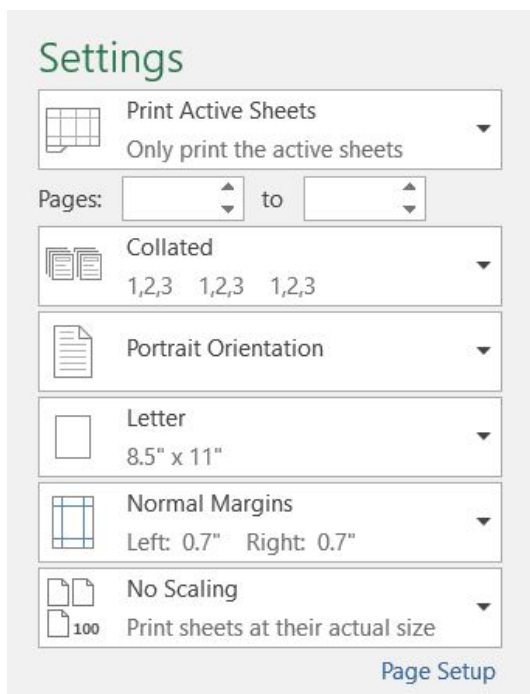 Settings
Print Active Sheets
Only print the active sheets
Pages: to
Collated
1,2,3 1,2,3 1,2,3
Portrait Orientation
Letter
8.5" x 11"
Normal Margins
Left: 0.7" Right: 0.7"
No Scaling
100
Print sheets at their actual size
Page Setup